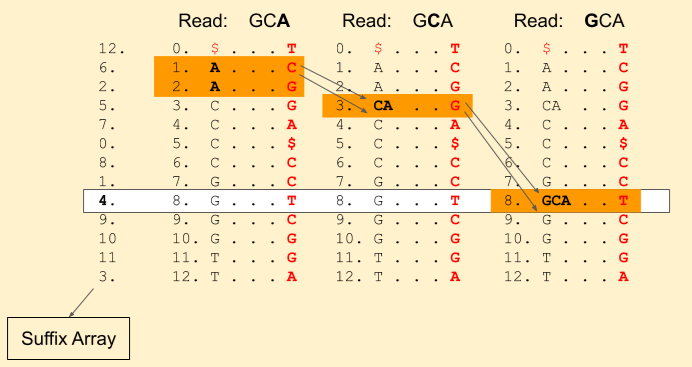 Read: GCA Read: GCA Read: GCA
12. 0. $ . . . T 0. $ . . . T 0. $ . . . T
6. 1. A . . . C 1. A . . . C 1. A . . . C
2. 2. A . . . G 2. A . . . G 2. A . . . G
5. 3. C . . . G 3. CA . . G 3. CA . . G
7. 4. C . . . A 4. C . . . A 4. C . . . A
0. 5. C . . . $ 5. C . . . $ 5. C . . . $
8. 6. C . . . C 6. C . . . C 6. C . . . C
1. 7. G . . . C 7. G . . . C 7. G . . . C
4. 8. G . . . T 8. G . . . T 8. GCA . . T
9. 9. G . . . C 9. G . . . C 9. G . . . C
10 10. G . . . G 10. G . . . G 10. G . . . G
11 11. T . . . G 11. T . . . G 11. T . . . G
3. 12. T . . . A 12. T . . . A 12. T . . . A
Suffix Array